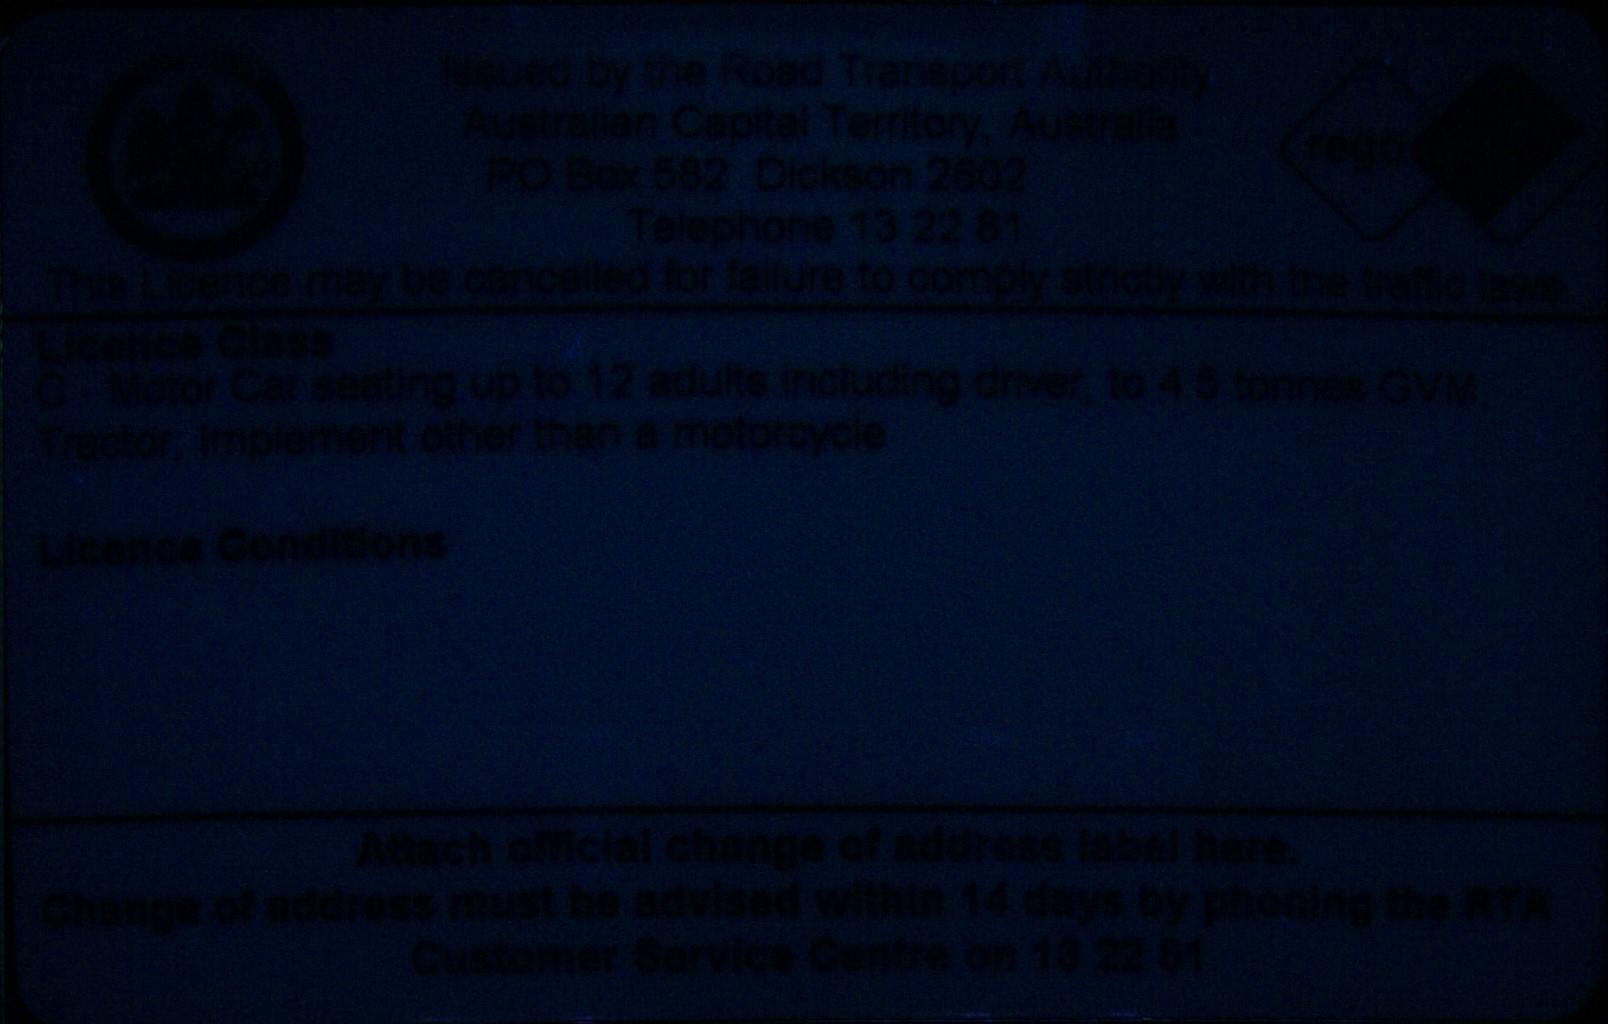 Issued by the Road Transport Authority
Australian Capital Territory, Australia
PO Box 582 Dickson 2602
Telephone 13 22 81
rego
This Licence may be cancelled for failure to comply strictly with the traffic laws
Licence Class
C - Motor Car seating up to 12 adults including driver, to 4.5 tonnes GVM,
Tractor, implement other than a motorcycle
Licence Conditions
Attach official change of address label here.
Change of address must be advised within 14 days by phoning the RTA
Customer Service Centre on 13 22 81